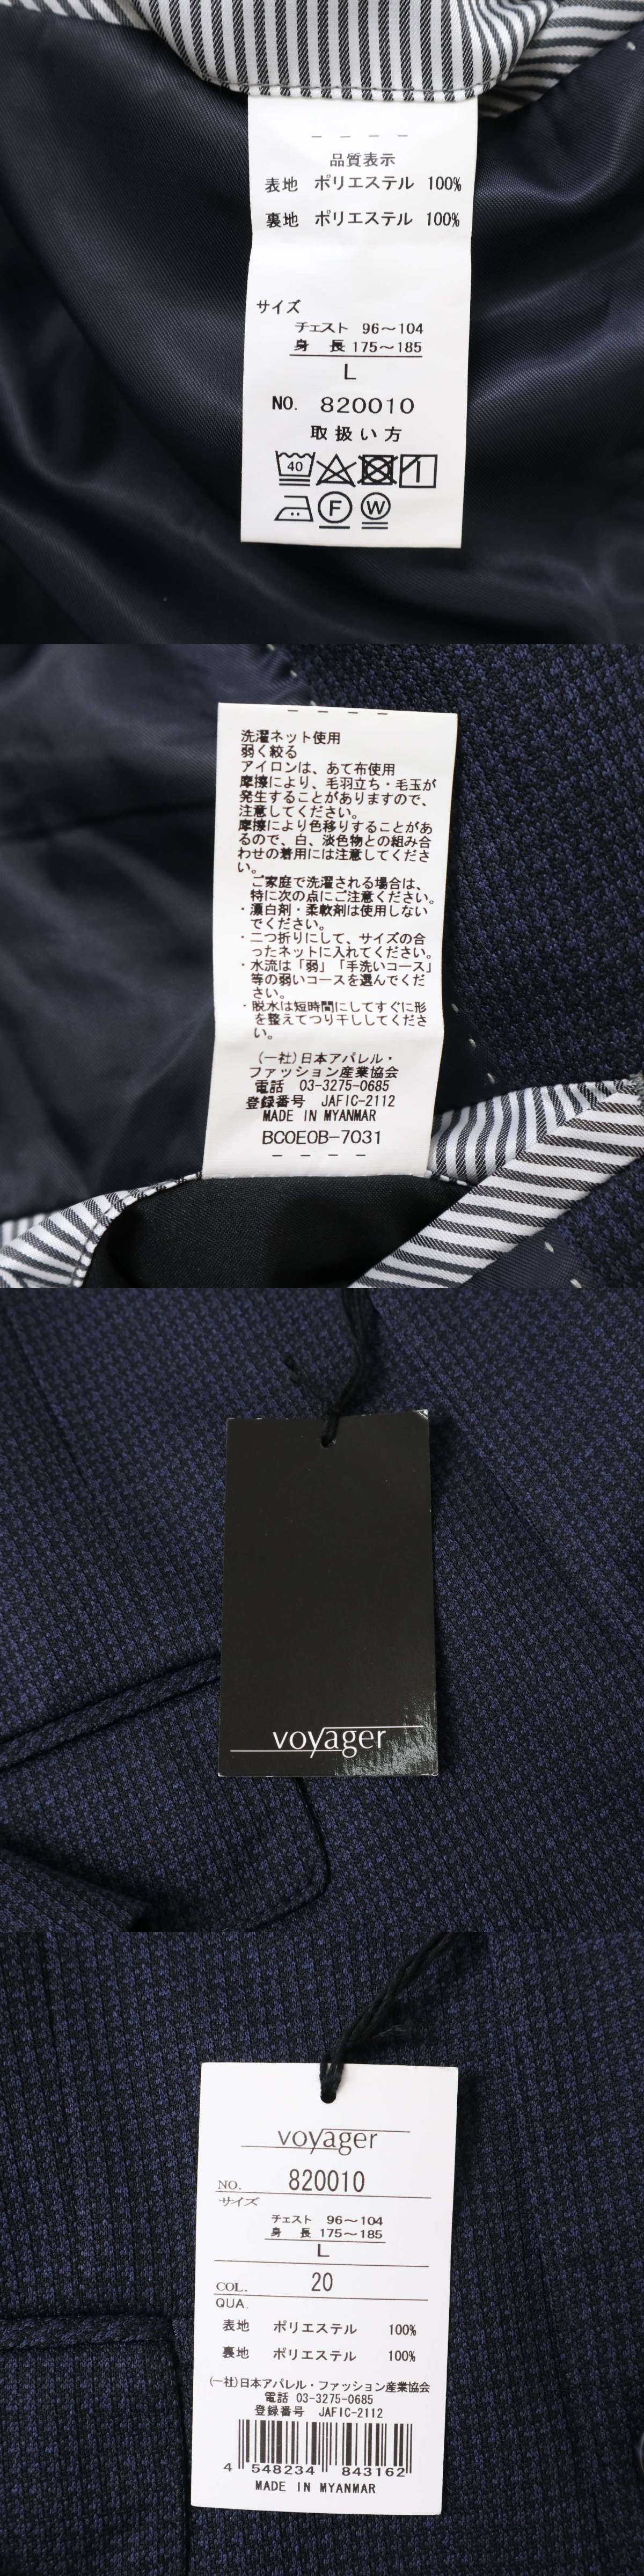 品質表示
表地 ポリエステル 100%
裏地 ポリエステル 100%
サイズ
チェスト 96～104
身 長 175～185
L
NO. 820010
取扱い方
40
F W
洗濯ネット使用
弱く絞る
アイロンは、あて布使用
摩擦により、毛羽立ち・毛玉が
発生することがありますので、
注意してください。
摩擦により色移りすることがあ
るので、白、淡色物との組み合
わせの着用には注意してくださ
い。
ご家庭で洗濯される場合は、
特に次の点にご注意ください。
・漂白剤・柔軟剤は使用しない
でください。
・二つ折りにして、サイズの合
ったネットに入れてください。
・水流は「弱」「手洗いコース」
等の弱いコースを選んでくだ
さい。
・脱水は短時間にしてすぐに形
を整えてつり干ししてくださ
い。
(一社)日本アパレル・
ファッション産業協会
電話 03-3275-0685
登録番号 JAFIC-2112
MADE IN MYANMAR
BCOEOB-7031
voyager
voyager
NO. 820010
サイズ
チェスト 96～104
身 長 175～185
L
COL. 20
QUA.
表地 ポリエステル 100%
裏地 ポリエステル 100%
(一社)日本アパレル・ファッション産業協会
電話 03-3275-0685
登録番号 JAFIC-2112
4 548234 843162
MADE IN MYANMAR